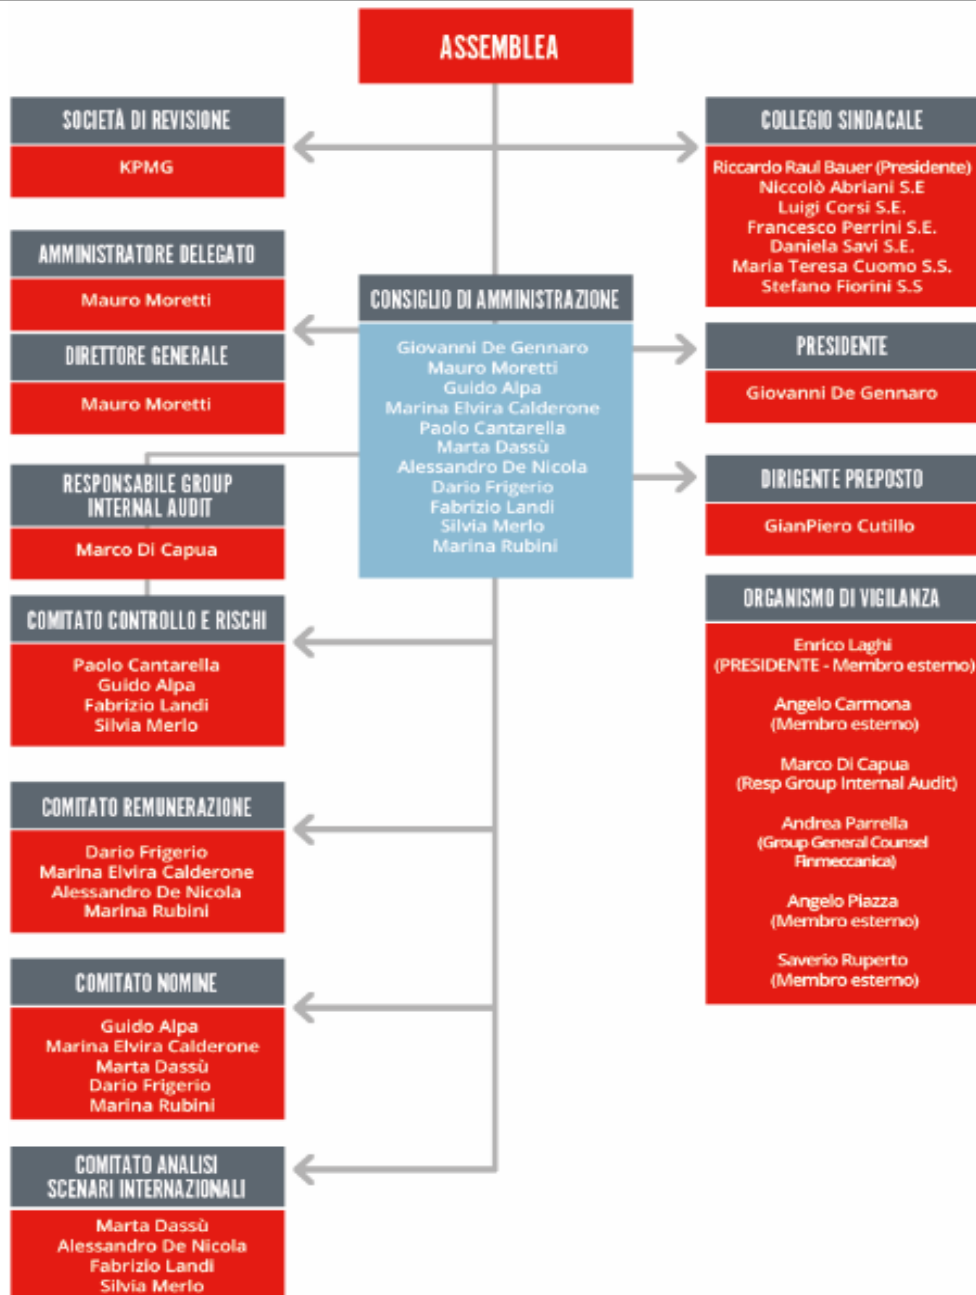 ASSEMBLEA
SOCIETÀ DI REVISIONE
KPMG
COLLEGIO SINDACALE
Riccardo Raul Bauer (Presidente)
Niccolò Abriani S.E
Luigi Corsi S.E.
Francesco Perrini S.E.
Daniela Savi S.E.
Maria Teresa Cuomo S.S.
Stefano Fiorini S.S
AMMINISTRATORE DELEGATO
Mauro Moretti
DIRETTORE GENERALE
Mauro Moretti
CONSIGLIO DI AMMINISTRAZIONE
Giovanni De Gennaro
Mauro Moretti
Guido Alpa
Marina Elvira Calderone
Paolo Cantarella
Marta Dassù
Alessandro De Nicola
Dario Frigerio
Fabrizio Landi
Silvia Merlo
Marina Rubini
PRESIDENTE
Giovanni De Gennaro
RESPONSABILE GROUP
INTERNAL AUDIT
Marco Di Capua
DIRIGENTE PREPOSTO
GianPiero Cutillo
COMITATO CONTROLLO E RISCHI
Paolo Cantarella
Guido Alpa
Fabrizio Landi
Silvia Merlo
ORGANISMO DI VIGILANZA
Enrico Laghi
(PRESIDENTE - Membro esterno)
Angelo Carmona
(Membro esterno)
Marco Di Capua
(Resp Group Internal Audit)
Andrea Parrella
(Group General Counsel
Finmeccanica)
Angelo Piazza
(Membro esterno)
Saverio Ruperto
(Membro esterno)
COMITATO REMUNERAZIONE
Dario Frigerio
Marina Elvira Calderone
Alessandro De Nicola
Marina Rubini
COMITATO NOMINE
Guido Alpa
Marina Elvira Calderone
Marta Dassù
Dario Frigerio
Marina Rubini
COMITATO ANALISI
SCENARI INTERNAZIONALI
Marta Dassù
Alessandro De Nicola
Fabrizio Landi
Silvia Merlo